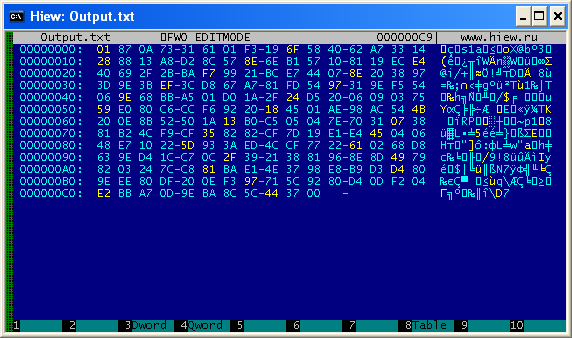 Hiew: Output.txt
Output.txt FWO EDITMODE 000000C9 www.hiew.ru
00000000: 01 87 0A 73-31 61 01 F3-19 6F 58 40-62 A7 33 14
00000010: 28 88 13 A8-D2 8C 57 8E-6E B1 57 10-81 19 EC E4
00000020: 40 69 2F 2B-BA F7 99 21-BC E7 44 07-8E 20 38 97
00000030: 3D 9E 3B EF-3C D8 67 A7-81 FD 54 97-31 9E F5 54
00000040: 06 9E 68 BF-A5 01 D0 1A-2F 24 D5 20-06 09 03 75
00000050: 59 ED 80 C6-CC F6 92 20-18 45 01 AE-98 AC 54 4B
00000060: 20 0E 8B 52-50 1A 13 B0-C5 05 04 7E-70 31 07 38
00000070: 81 B2 4C F9-CF 35 82 82-CF 7D 19 E1-E4 45 04 06
00000080: 48 E7 10 22-5D 93 3A ED-4C CF 77 22-61 02 68 D8
00000090: 63 9E D4 1C-C7 0C 2F 39-21 38 81 96-8E 8D 49 79
000000A0: 82 03 24 7C-C8 81 BA E1-4E 37 98 E8-B9 D3 D4 80
000000B0: 9E EE 80 DF-20 0E F3 97-71 5C 92 80-D4 0D F2 04
000000C0: E2 BB A7 0D-9E BA 8C 5C-44 37 00 -
1 2 3Dword 4Qword 5 6 7 8Table 9 10